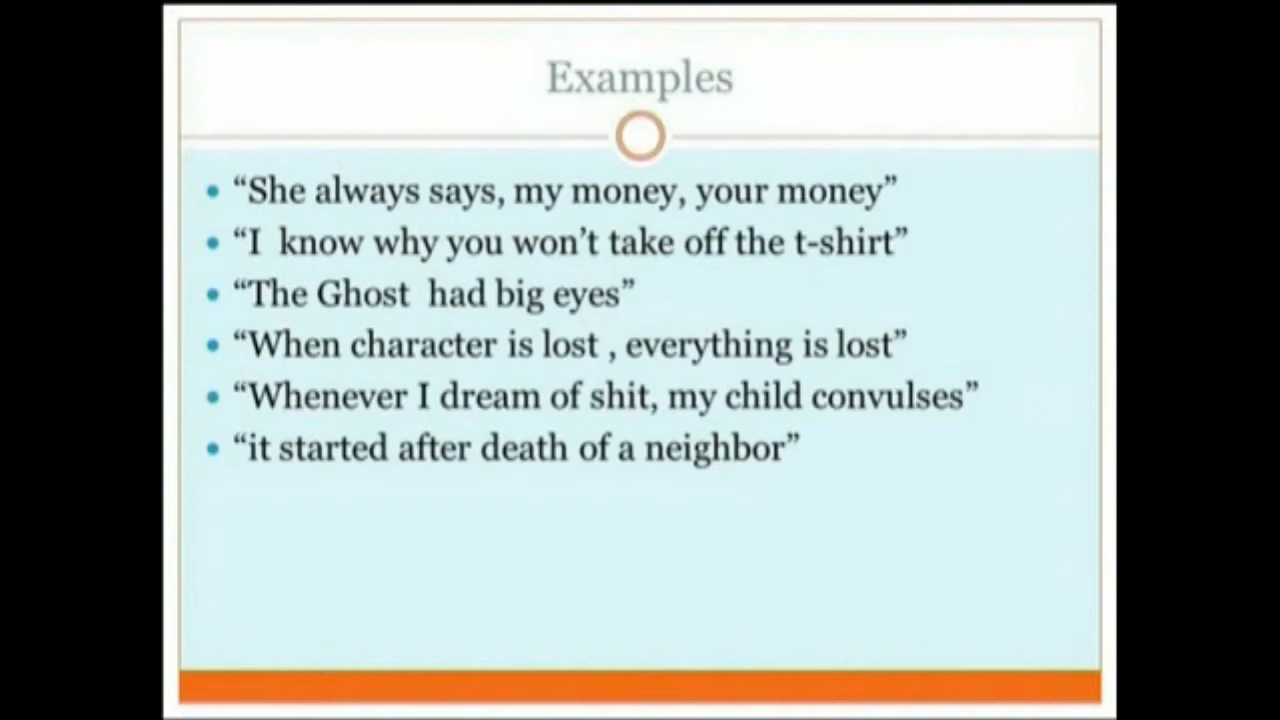 Examples
• “She always says, my money, your money”
• “I know why you won’t take off the t-shirt”
• “The Ghost had big eyes”
• “When character is lost , everything is lost”
• “Whenever I dream of shit, my child convulses”
• “it started after death of a neighbor”